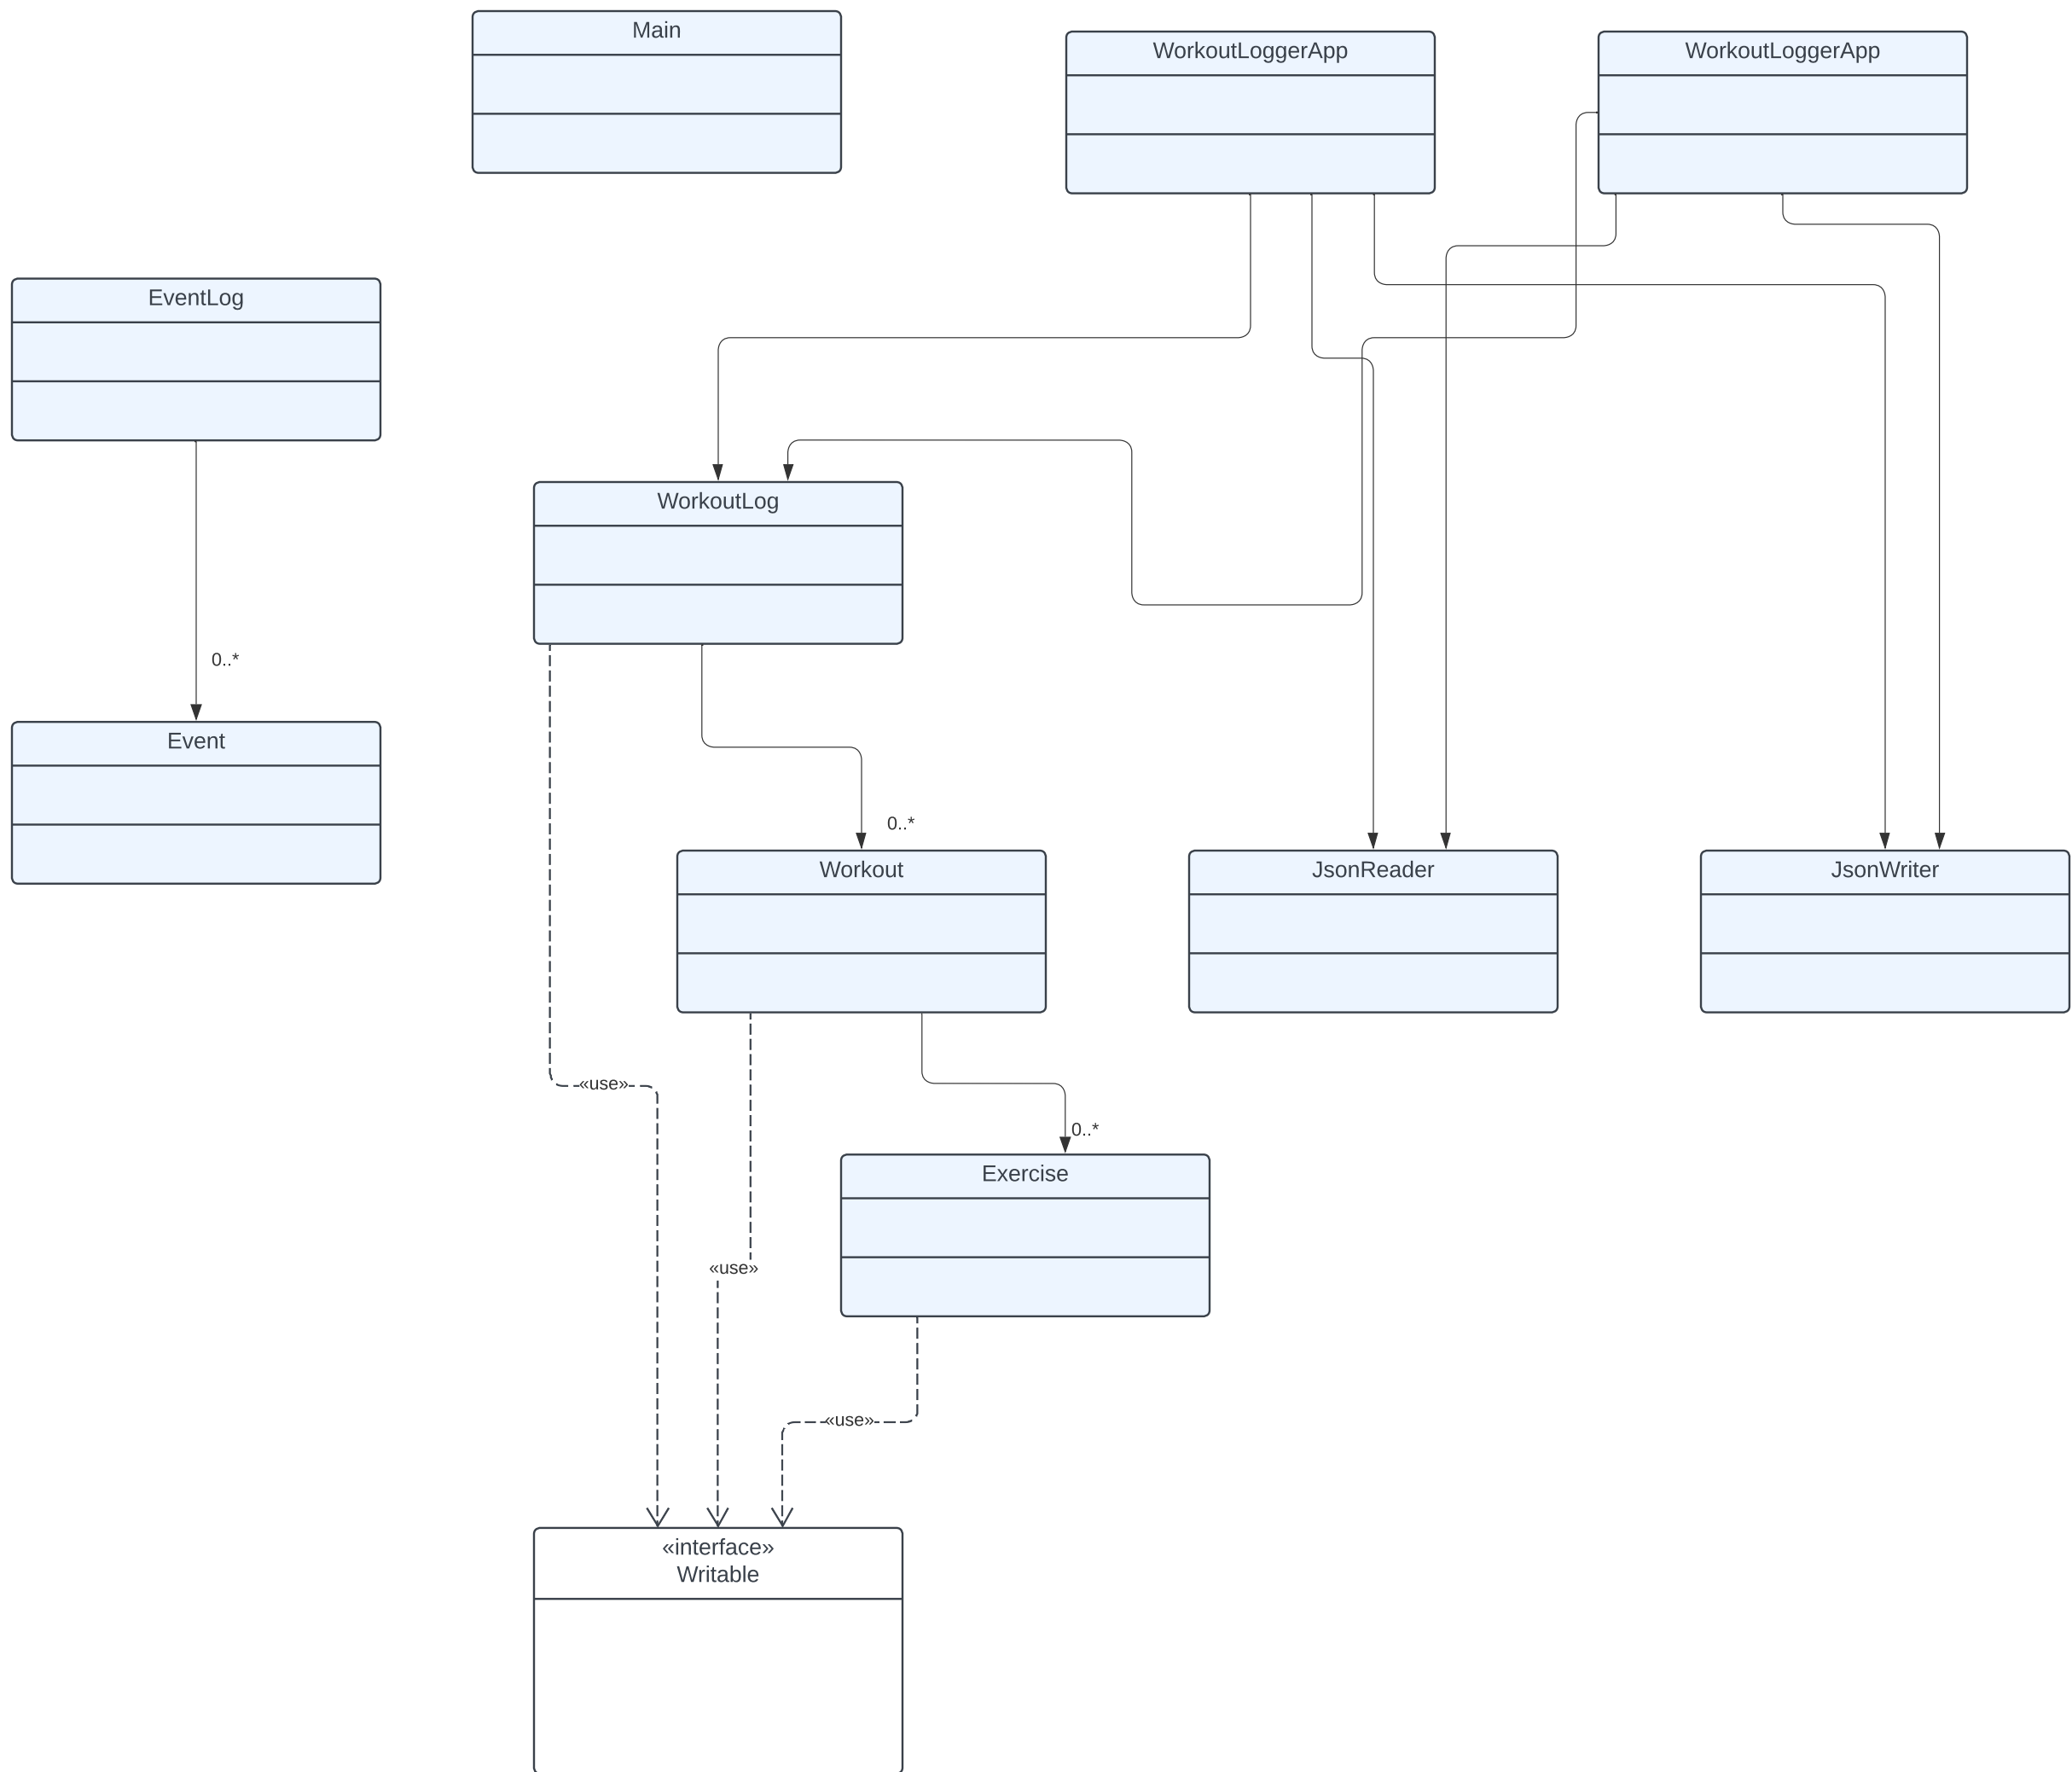 Main
WorkoutLoggerApp
WorkoutLoggerApp
EventLog
WorkoutLog
0..*
Event
0..*
Workout
JsonReader
JsonWriter
«use»
0..*
Exercise
«use»
«use»
«interface»
Writable